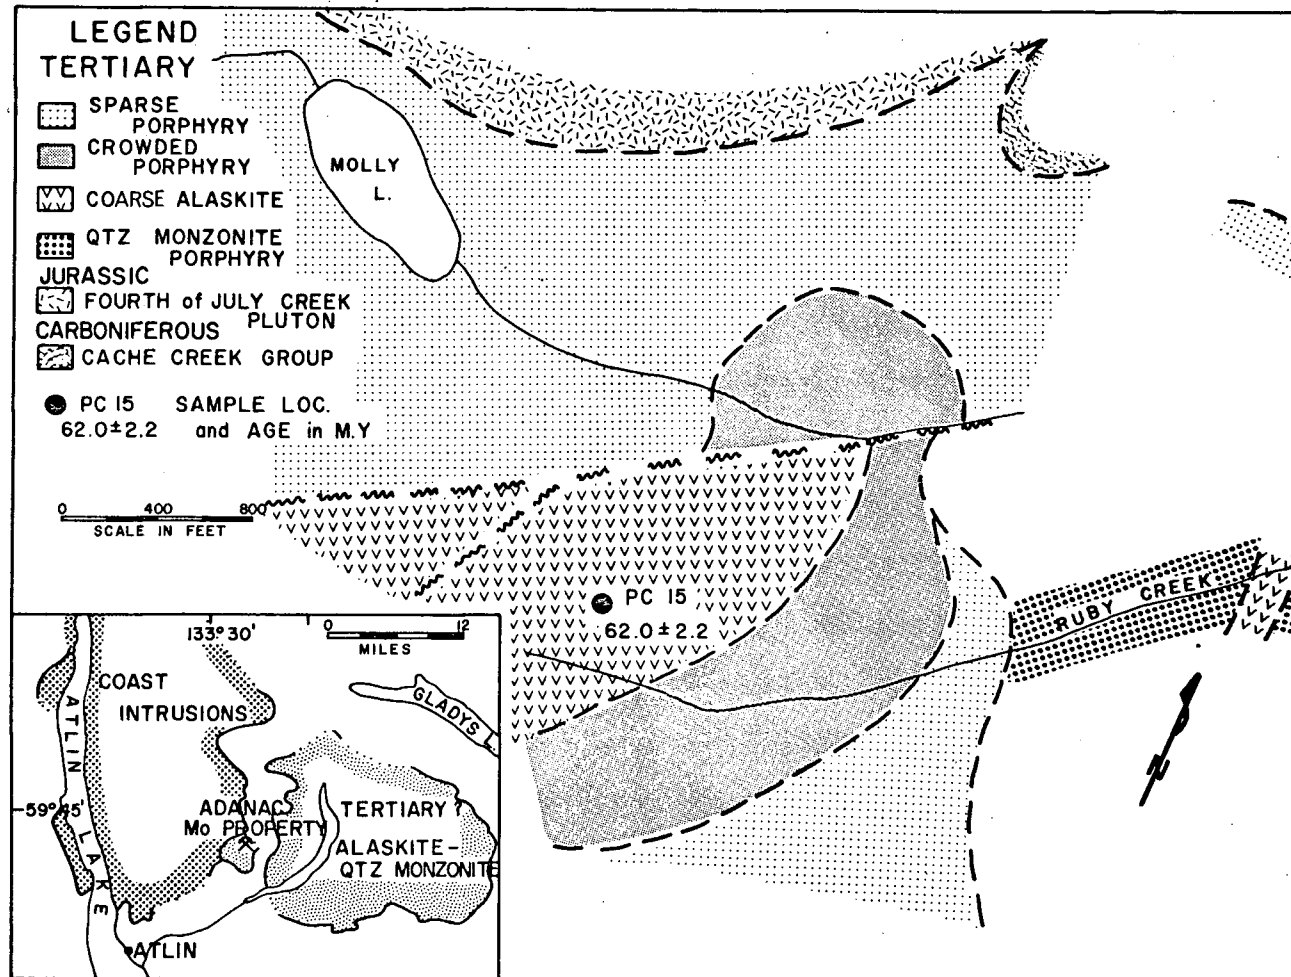 LEGEND
TERTIARY
SPARSE
PORPHYRY
CROWDED
PORPHYRY
COARSE ALASKITE
QTZ MONZONITE
PORPHYRY
JURASSIC
FOURTH of JULY CREEK
PLUTON
CARBONIFEROUS
CACHE CREEK GROUP
PC 15 SAMPLE LOC.
62.0±2.2 and AGE in M.Y
0 400 800
SCALE IN FEET
MOLLY
L.
PC 15
62.0±2.2
RUBY CREEK
133°30'
0 12
MILES
COAST
INTRUSIONS
ATLIN LAKE
GLADYS L.
59°45'
ADANAC
Mo PROPERTY
TERTIARY?
ALASKITE-
QTZ MONZONITE
ATLIN